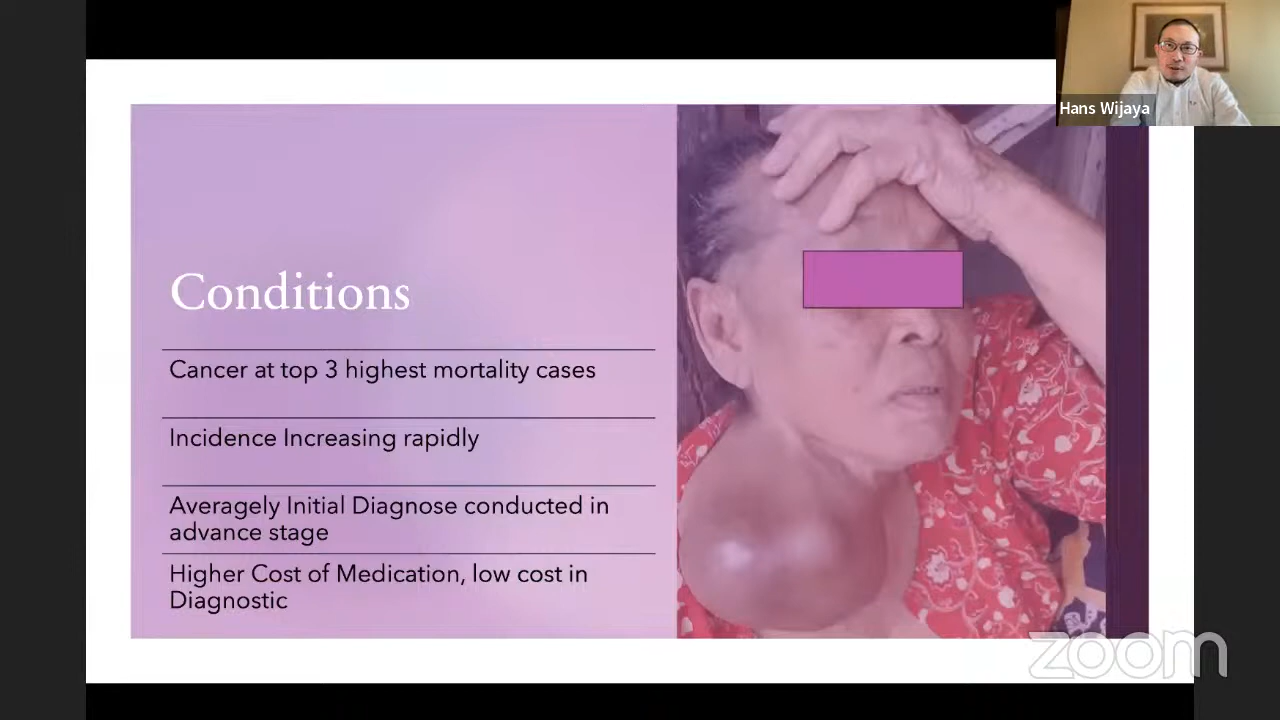 Hans Wijaya
Conditions
Cancer at top 3 highest mortality cases
Incidence Increasing rapidly
Averagely Initial Diagnose conducted in
advance stage
Higher Cost of Medication, low cost in
Diagnostic
zoom